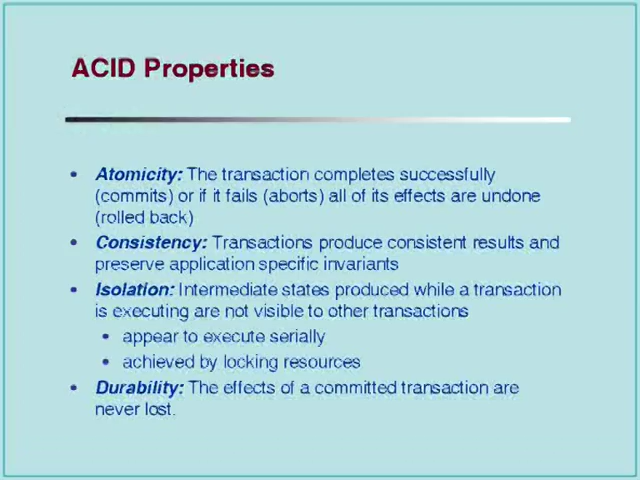 ACID Properties
• Atomicity: The transaction completes successfully
(commits) or if it fails (aborts) all of its effects are undone
(rolled back)
• Consistency: Transactions produce consistent results and
preserve application specific invariants
• Isolation: Intermediate states produced while a transaction
is executing are not visible to other transactions
• appear to execute serially
• achieved by locking resources
• Durability: The effects of a committed transaction are
never lost.